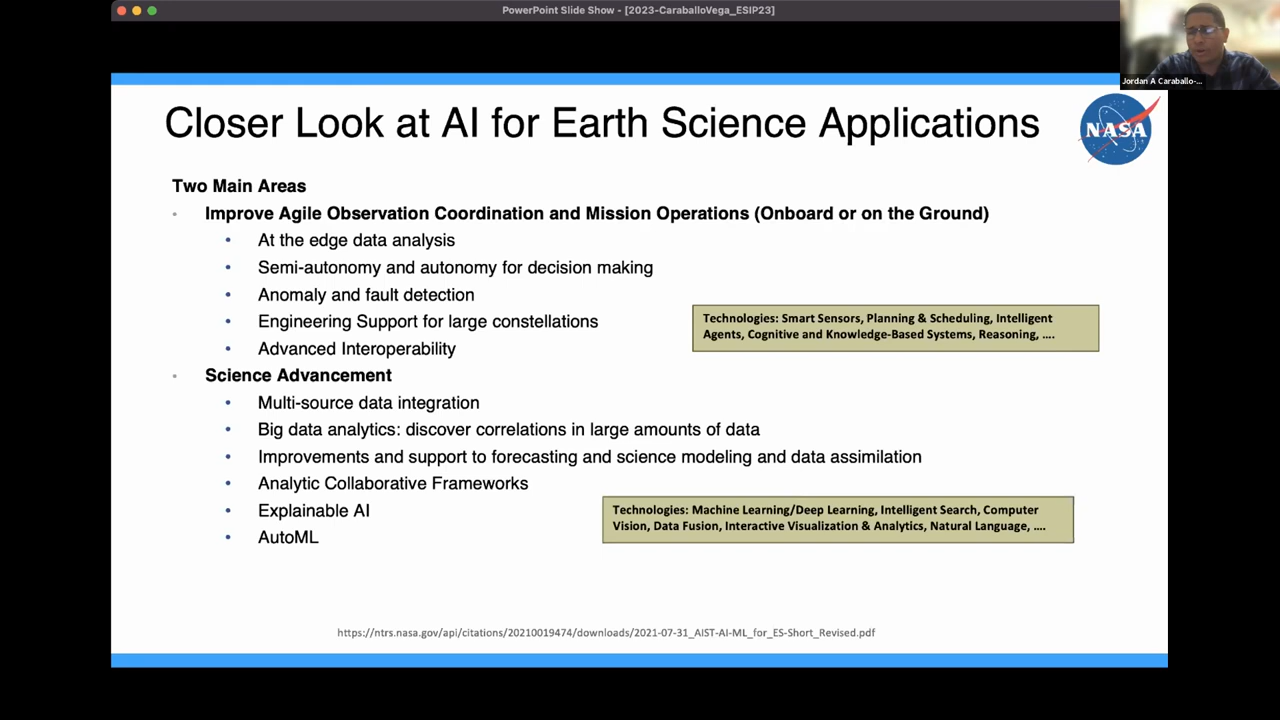 PowerPoint Slide Show - [2023-CaraballoVega_ESIP23]
Jordan A Caraballo-...
Closer Look at AI for Earth Science Applications
NASA
Two Main Areas
• Improve Agile Observation Coordination and Mission Operations (Onboard or on the Ground)
• At the edge data analysis
• Semi-autonomy and autonomy for decision making
• Anomaly and fault detection
• Engineering Support for large constellations
Technologies: Smart Sensors, Planning & Scheduling, Intelligent
Agents, Cognitive and Knowledge-Based Systems, Reasoning, ....
• Advanced Interoperability
• Science Advancement
• Multi-source data integration
• Big data analytics: discover correlations in large amounts of data
• Improvements and support to forecasting and science modeling and data assimilation
• Analytic Collaborative Frameworks
• Explainable AI
Technologies: Machine Learning/Deep Learning, Intelligent Search, Computer
Vision, Data Fusion, Interactive Visualization & Analytics, Natural Language, ....
• AutoML
https://ntrs.nasa.gov/api/citations/20210019474/downloads/2021-07-31_AIST-AI-ML_for_ES-Short_Revised.pdf